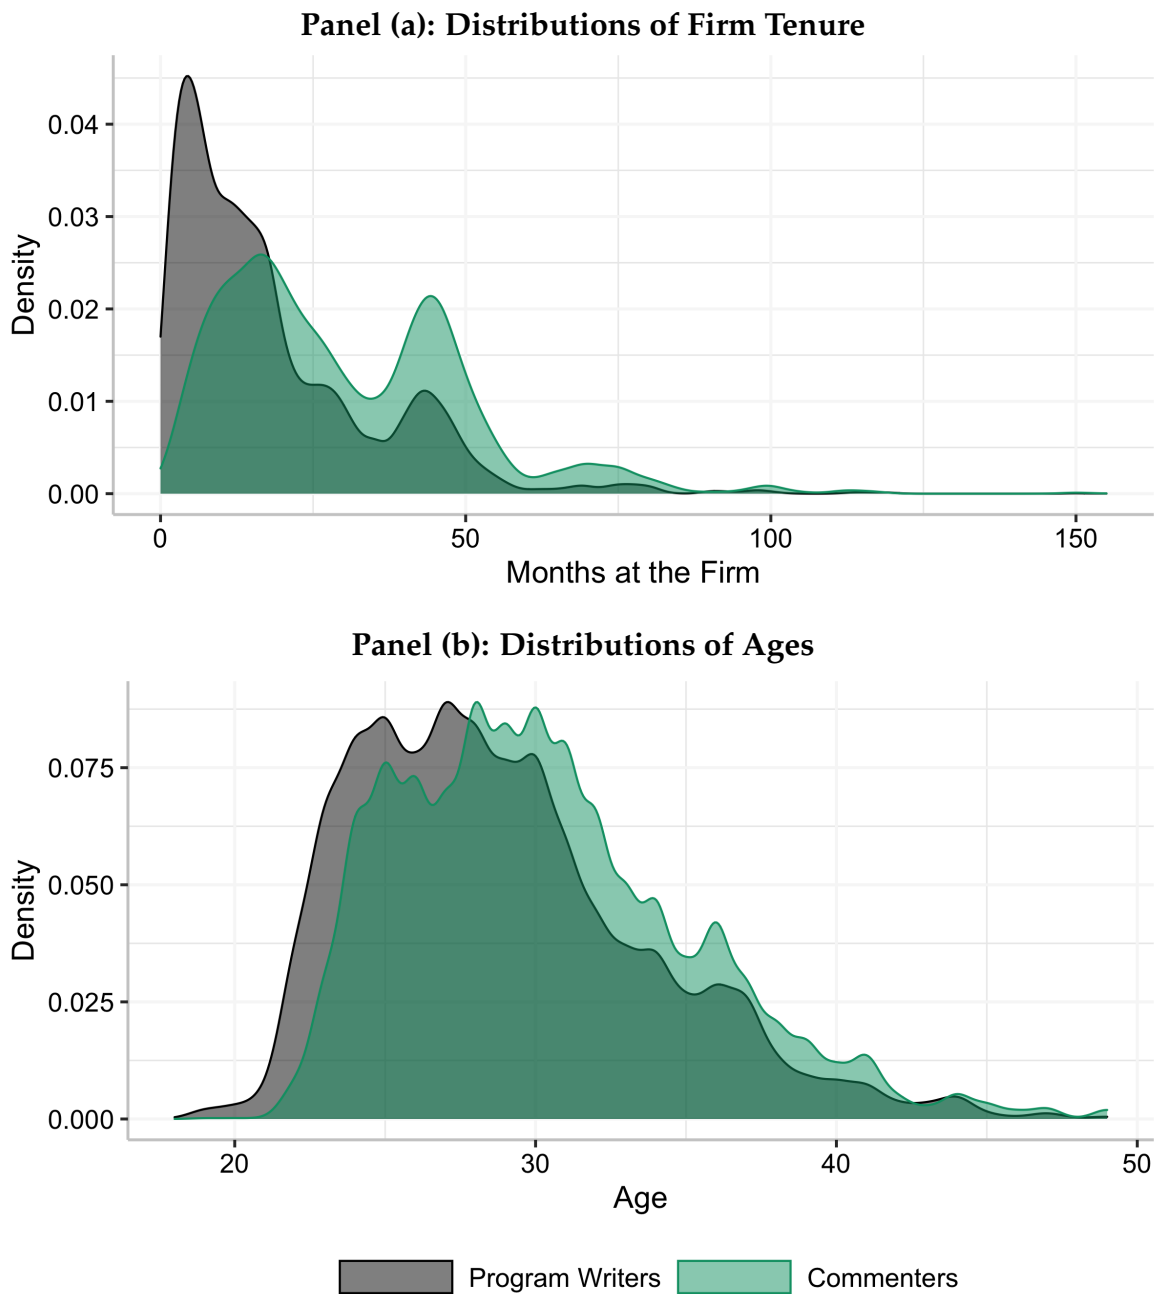 Panel (a): Distributions of Firm Tenure
0.04
0.03
0.02
0.01
0.00
Density
0 50 100 150
Months at the Firm
Panel (b): Distributions of Ages
0.075
0.050
0.025
0.000
Density
20 30 40 50
Age
Program Writers Commenters